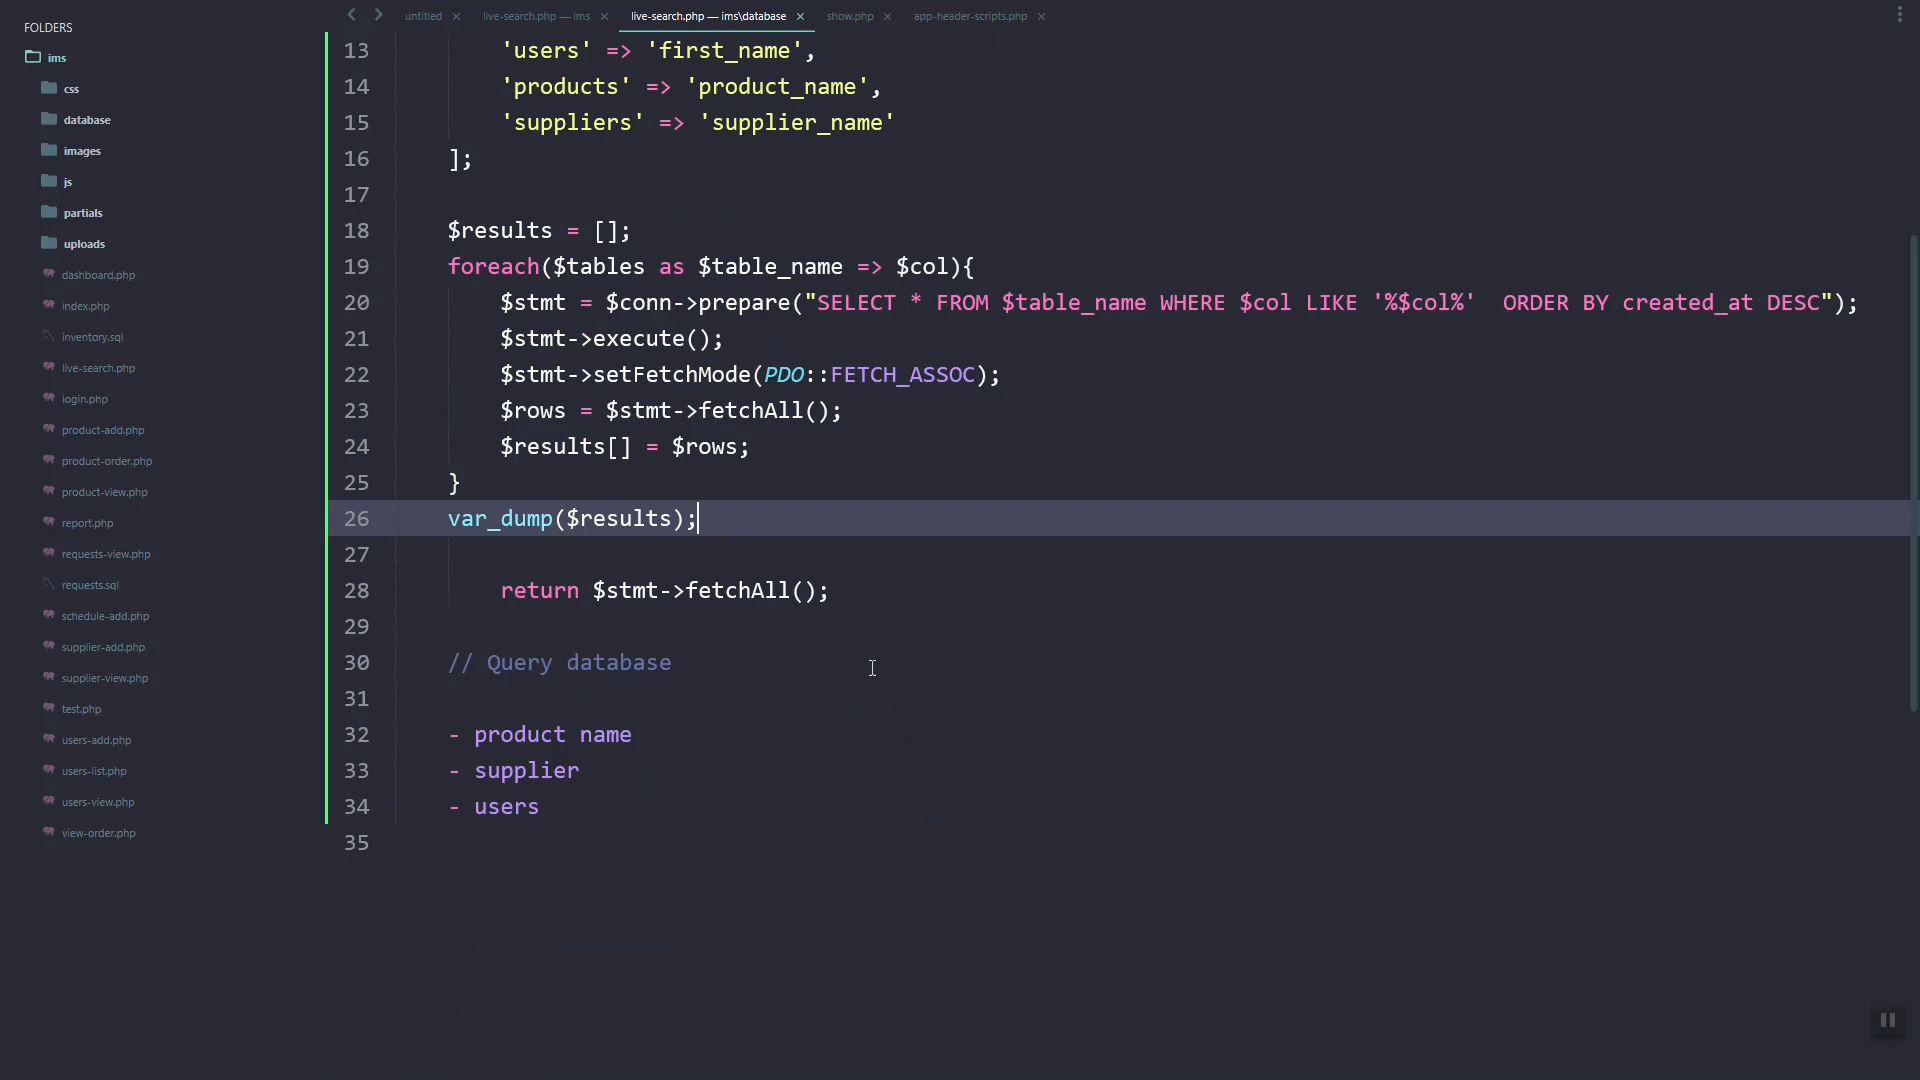 FOLDERS
ims
css
database
images
js
partials
uploads
dashboard.php
index.php
inventory.sql
live-search.php
login.php
product-add.php
product-order.php
product-view.php
report.php
requests-view.php
requests.sql
schedule-add.php
supplier-add.php
supplier-view.php
test.php
users-add.php
users-list.php
users-view.php
view-order.php
untitled × live-search.php — ims × live-search.php — ims\database × show.php × app-header-scripts.php ×
13 'users' => 'first_name',
14 'products' => 'product_name',
15 'suppliers' => 'supplier_name'
16 ];
17
18 $results = [];
19 foreach($tables as $table_name => $col){
20 $stmt = $conn->prepare("SELECT * FROM $table_name WHERE $col LIKE '%$col%'  ORDER BY created_at DESC");
21 $stmt->execute();
22 $stmt->setFetchMode(PDO::FETCH_ASSOC);
23 $rows = $stmt->fetchAll();
24 $results[] = $rows;
25 }
26 var_dump($results);
27
28 return $stmt->fetchAll();
29
30 // Query database
31
32 - product name
33 - supplier
34 - users
35